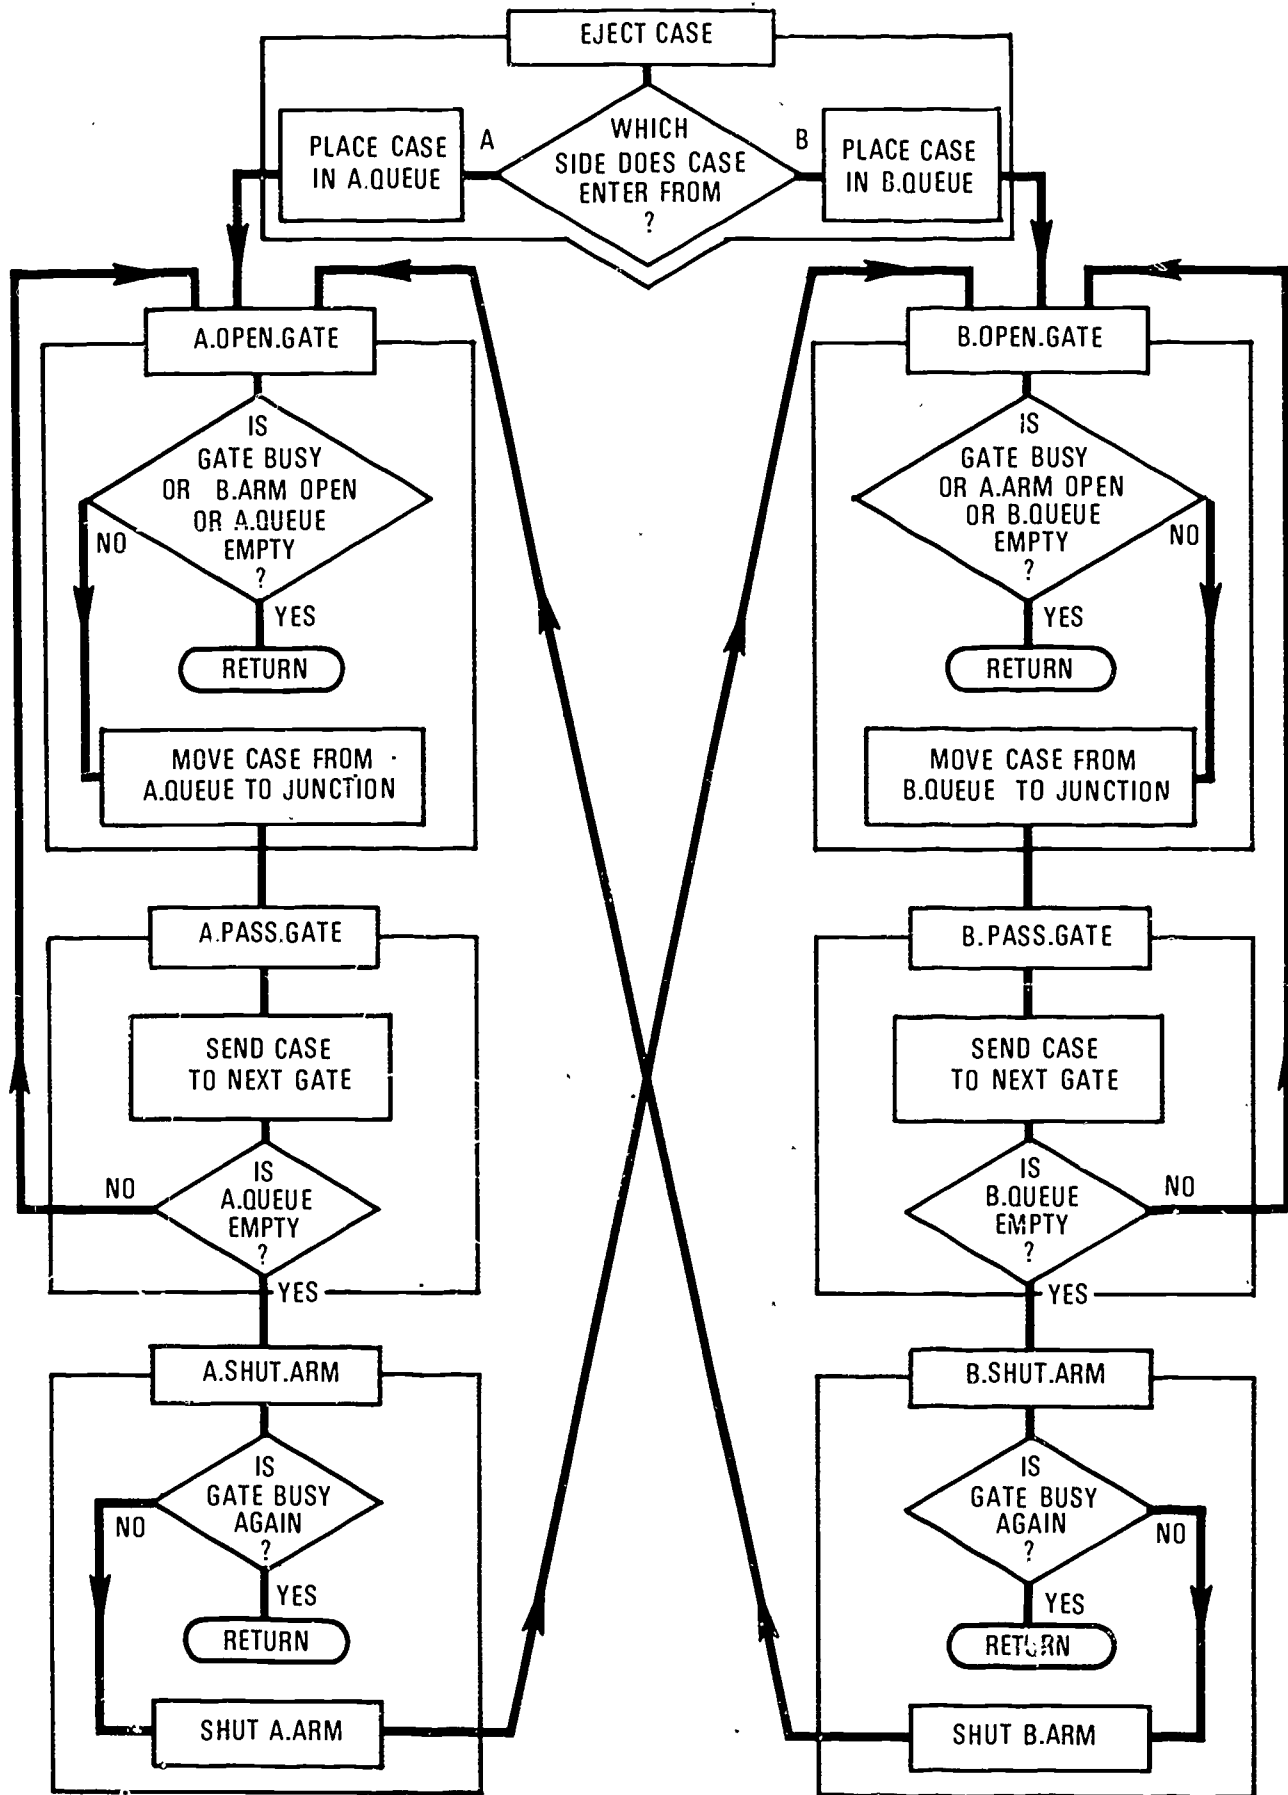 EJECT CASE
WHICH
SIDE DOES CASE
ENTER FROM
?
A
PLACE CASE
IN A.QUEUE
B
PLACE CASE
IN B.QUEUE
A.OPEN.GATE
IS
GATE BUSY
OR B.ARM OPEN
OR A.QUEUE
EMPTY
?
NO
YES
RETURN
MOVE CASE FROM
A.QUEUE TO JUNCTION
A.PASS.GATE
SEND CASE
TO NEXT GATE
IS
A.QUEUE
EMPTY
?
NO
YES
A.SHUT.ARM
IS
GATE BUSY
AGAIN
?
NO
YES
RETURN
SHUT A.ARM
B.OPEN.GATE
IS
GATE BUSY
OR A.ARM OPEN
OR B.QUEUE
EMPTY
?
NO
YES
RETURN
MOVE CASE FROM
B.QUEUE TO JUNCTION
B.PASS.GATE
SEND CASE
TO NEXT GATE
IS
B.QUEUE
EMPTY
?
NO
YES
B.SHUT.ARM
IS
GATE BUSY
AGAIN
?
NO
YES
RETURN
SHUT B.ARM